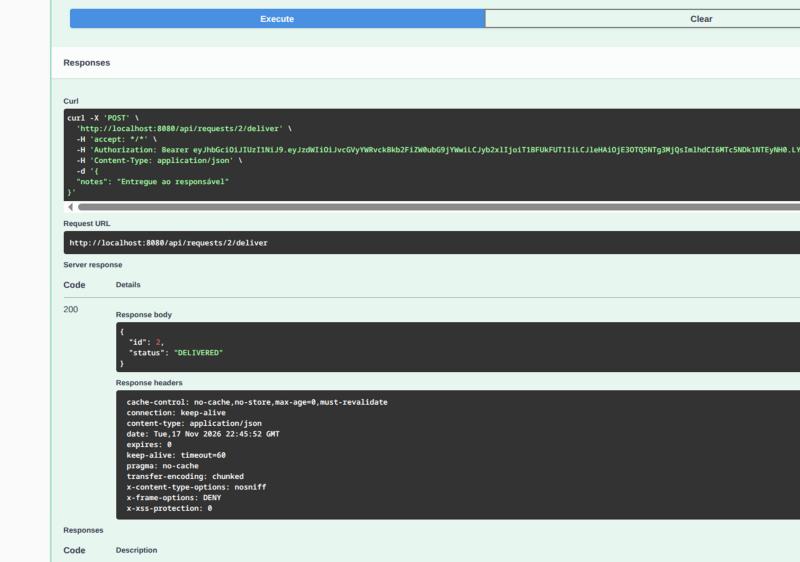 Execute
Clear
Responses
Curl
curl -X 'POST' \
'http://localhost:8080/api/requests/2/deliver' \
-H 'accept: */*' \
-H 'Authorization: Bearer eyJhbGciOiJIUzI1NiJ9.eyJzdWIiOiJvcGVyYWRvckBkb2FiZW0ubG9jYWwiLCJyb2xlIjoiT1BFUkFUT1IiLCJleHAiOjE3OTQ5NTg3MjQsImlhdCI6MTc5NDk1NTEyNH0.LY
-H 'Content-Type: application/json' \
-d '{
"notes": "Entregue ao responsável"
}'
Request URL
http://localhost:8080/api/requests/2/deliver
Server response
Code
Details
200
Response body
{
"id": 2,
"status": "DELIVERED"
}
Response headers
cache-control: no-cache,no-store,max-age=0,must-revalidate
connection: keep-alive
content-type: application/json
date: Tue,17 Nov 2026 22:45:52 GMT
expires: 0
keep-alive: timeout=60
pragma: no-cache
transfer-encoding: chunked
x-content-type-options: nosniff
x-frame-options: DENY
x-xss-protection: 0
Responses
Code
Description